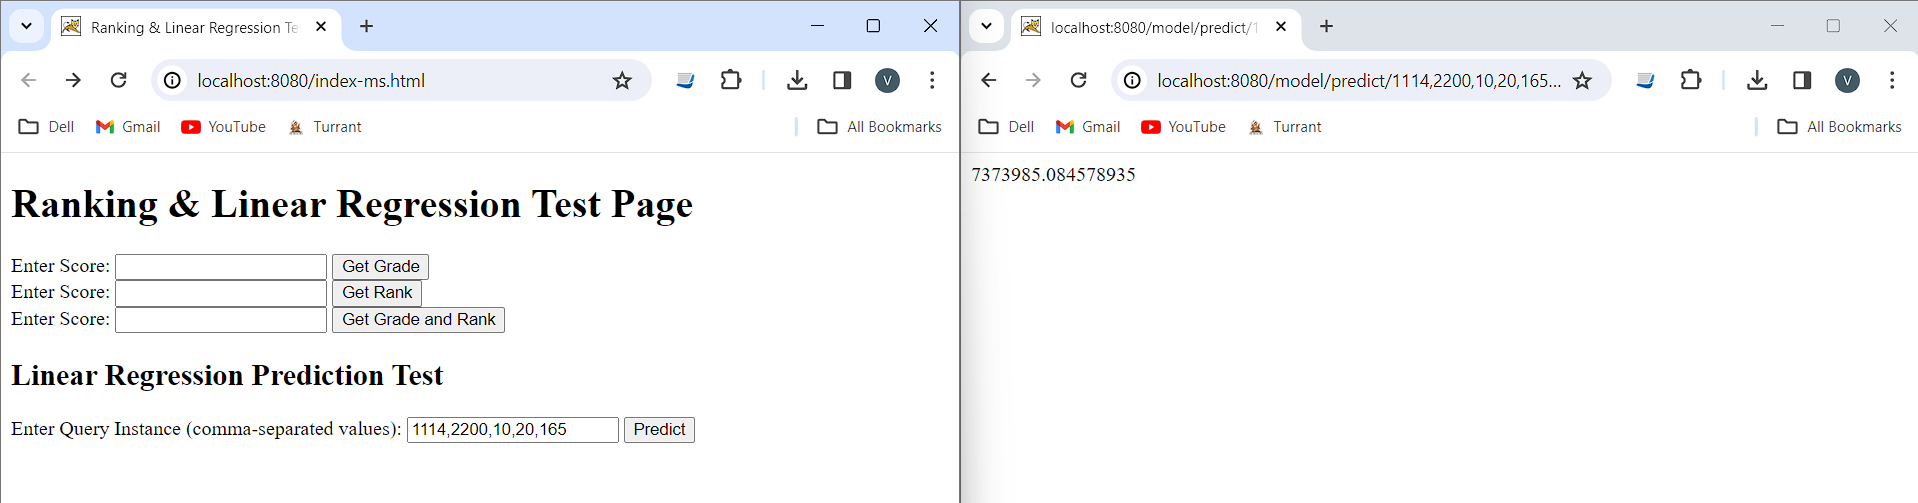 Ranking & Linear Regression Te
localhost:8080/index-ms.html
V
Dell Gmail YouTube Turrant All Bookmarks
Ranking & Linear Regression Test Page
Enter Score: Get Grade
Enter Score: Get Rank
Enter Score: Get Grade and Rank
Linear Regression Prediction Test
Enter Query Instance (comma-separated values): 1114,2200,10,20,165 Predict
localhost:8080/model/predict/1
localhost:8080/model/predict/1114,2200,10,20,165...
V
Dell Gmail YouTube Turrant All Bookmarks
7373985.084578935